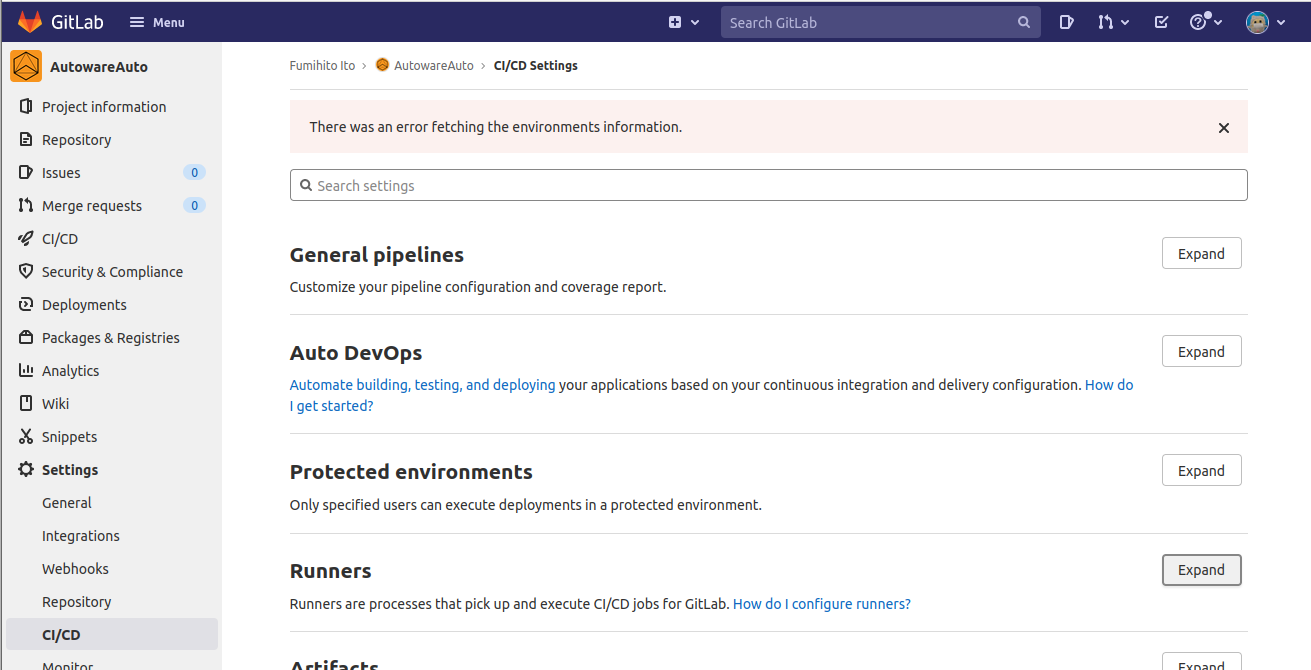 GitLab
Menu
Search GitLab
AutowareAuto
Project information
Repository
Issues 0
Merge requests 0
CI/CD
Security & Compliance
Deployments
Packages & Registries
Analytics
Wiki
Snippets
Settings
General
Integrations
Webhooks
Repository
CI/CD
Monitor
Fumihito Ito › AutowareAuto › CI/CD Settings
There was an error fetching the environments information.
Search settings
General pipelines
Expand
Customize your pipeline configuration and coverage report.
Auto DevOps
Expand
Automate building, testing, and deploying your applications based on your continuous integration and delivery configuration. How do
I get started?
Protected environments
Expand
Only specified users can execute deployments in a protected environment.
Runners
Expand
Runners are processes that pick up and execute CI/CD jobs for GitLab. How do I configure runners?
Artifacts
Expand